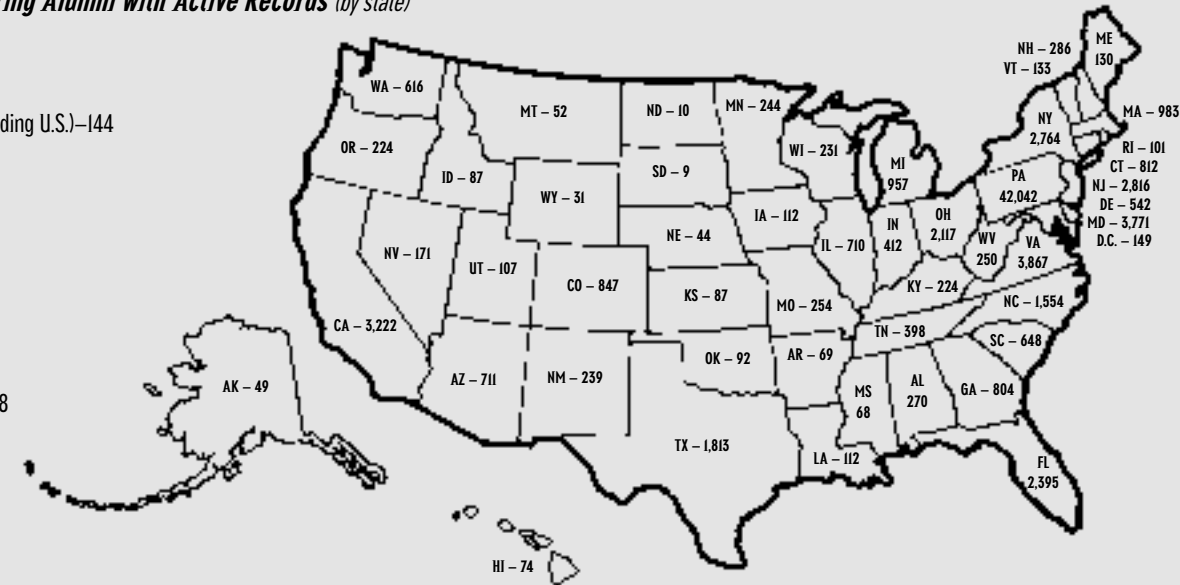 Alumni with Active Records (by state)
U.S.)–144
8
WA – 616
OR – 224
MT – 52
ID – 87
WY – 31
NV – 171
UT – 107
CO – 847
CA – 3,222
AZ – 711
NM – 239
AK – 49
HI – 74
ND – 10
SD – 9
NE – 44
KS – 87
OK – 92
TX – 1,813
MN – 244
IA – 112
MO – 254
AR – 69
LA – 112
WI – 231
IL – 710
MI
957
IN
412
OH
2,117
KY – 224
TN – 398
MS
68
AL
270
GA – 804
FL
2,395
SC – 648
NC – 1,554
WV
250
VA
3,867
PA
42,042
NY
2,764
NH – 286
VT – 133
ME
130
MA – 983
RI – 101
CT – 812
NJ – 2,816
DE – 542
MD – 3,771
D.C. – 149